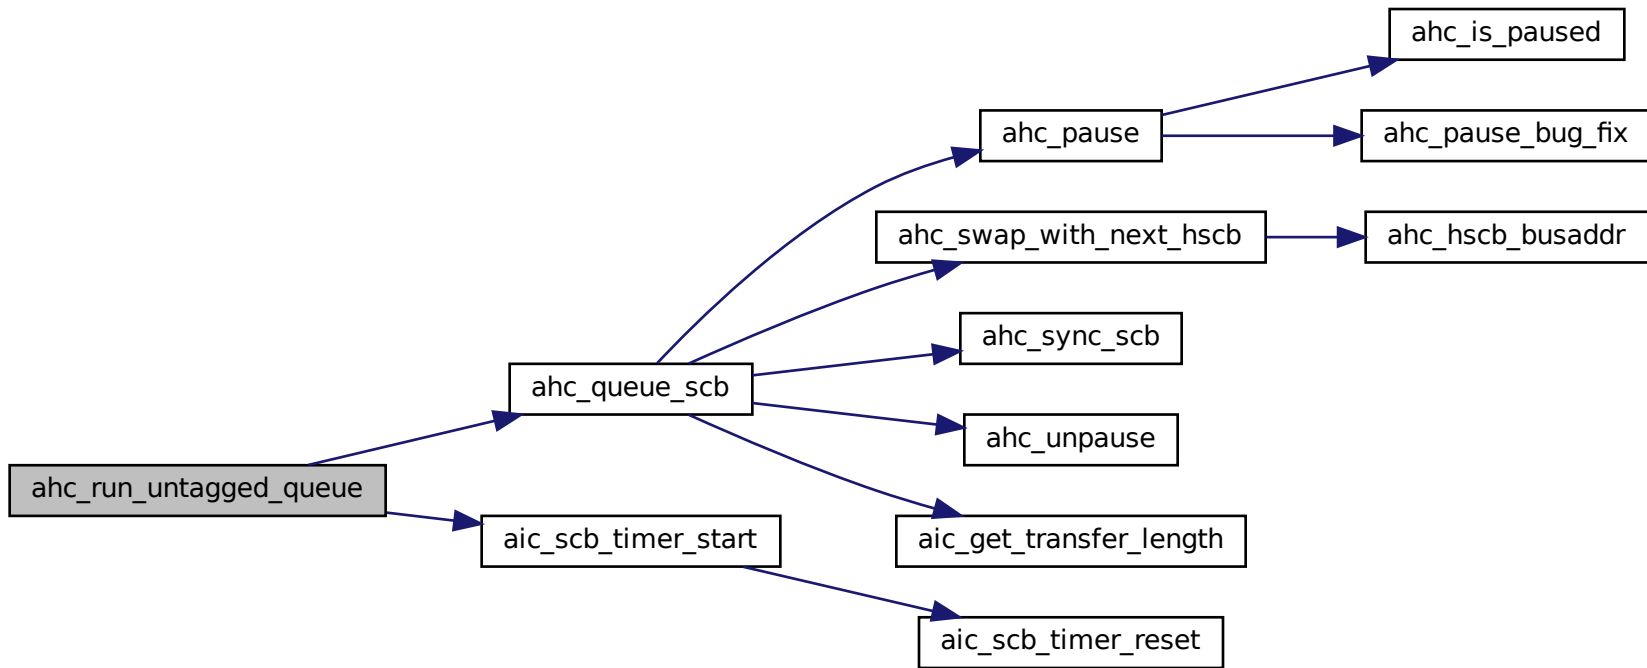 ahc_is_paused
ahc_pause
ahc_pause_bug_fix
ahc_swap_with_next_hscb
ahc_hscb_busaddr
ahc_sync_scb
ahc_queue_scb
ahc_unpause
ahc_run_untagged_queue
aic_scb_timer_start
aic_get_transfer_length
aic_scb_timer_reset